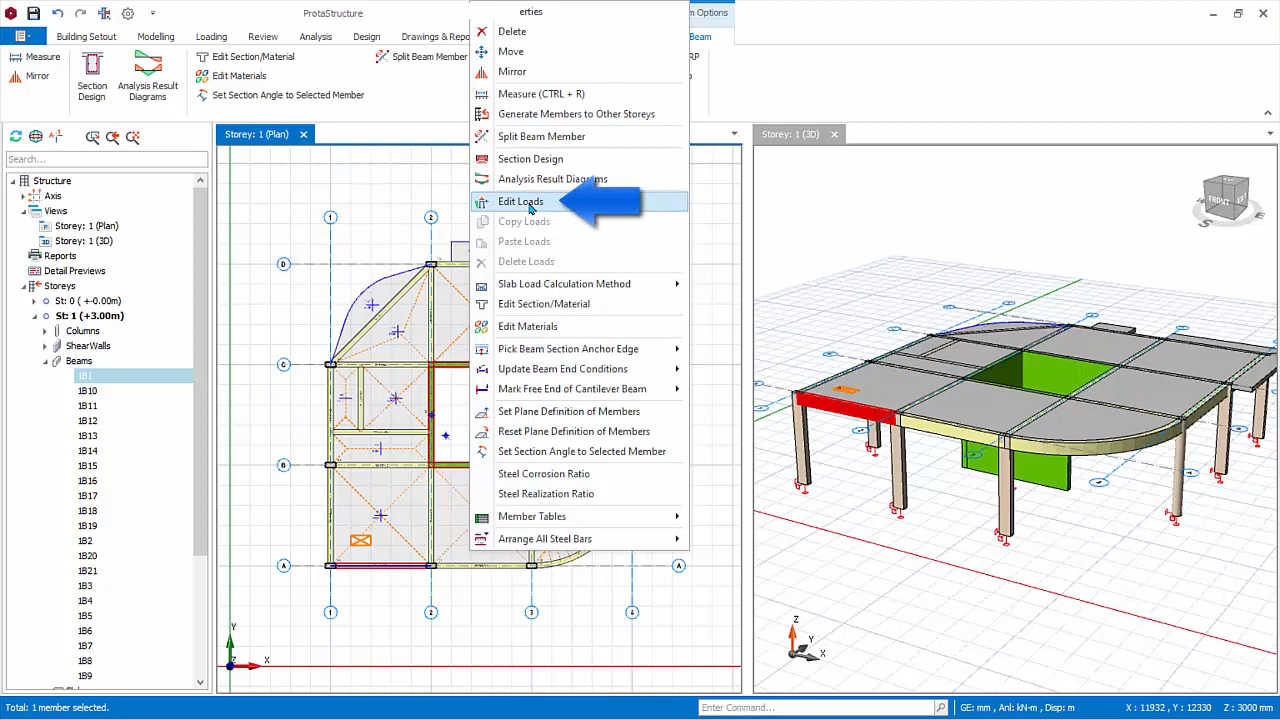 ProtaStructure
erties
m Options
Building Setout
Modelling
Loading
Review
Analysis
Design
Drawings & Repo
Beam
Measure
Mirror
Section
Design
Analysis Result
Diagrams
Edit Section/Material
Edit Materials
Set Section Angle to Selected Member
Split Beam Member
RP
Delete
Move
Mirror
Measure (CTRL + R)
Generate Members to Other Storeys
Split Beam Member
Section Design
Analysis Result Diagrams
Edit Loads
Copy Loads
Paste Loads
Delete Loads
Slab Load Calculation Method
Edit Section/Material
Edit Materials
Pick Beam Section Anchor Edge
Update Beam End Conditions
Mark Free End of Cantilever Beam
Set Plane Definition of Members
Reset Plane Definition of Members
Set Section Angle to Selected Member
Steel Corrosion Ratio
Steel Realization Ratio
Member Tables
Arrange All Steel Bars
Search...
Structure
Axis
Views
Storey: 1 (Plan)
Storey: 1 (3D)
Reports
Detail Previews
Storeys
St: 0 ( +-0.00m)
St: 1 (+3.00m)
Columns
ShearWalls
Beams
1B1
1B10
1B11
1B12
1B13
1B14
1B15
1B16
1B17
1B18
1B19
1B2
1B20
1B21
1B3
1B4
1B5
1B6
1B7
1B8
1B9
Storey: 1 (Plan)
1
2
D
C
B
A
A
1
2
3
4
Y
X
Z
Storey: 1 (3D)
FRONT
S
E
Z
Y
X
Total: 1 member selected.
Enter Command...
GE: mm , Anl: kN-m , Disp: m
X : 11932 , Y : 12330
Z : 3000 mm